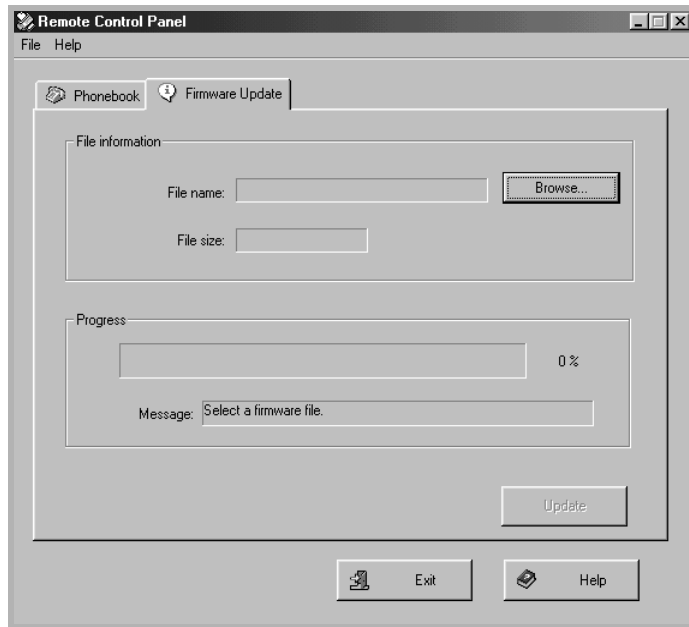 Remote Control Panel
File Help
Phonebook Firmware Update
File information
File name: Browse...
File size:
Progress
0 %
Message: Select a firmware file.
Update
Exit Help